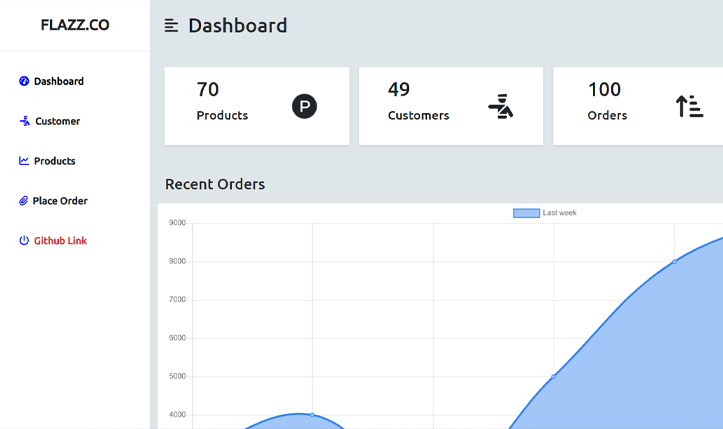 FLAZZ.CO
Dashboard
Customer
Products
Place Order
Github Link
Dashboard
70
Products
P
49
Customers
100
Orders
Recent Orders
Last week
9000
8000
7000
6000
5000
4000